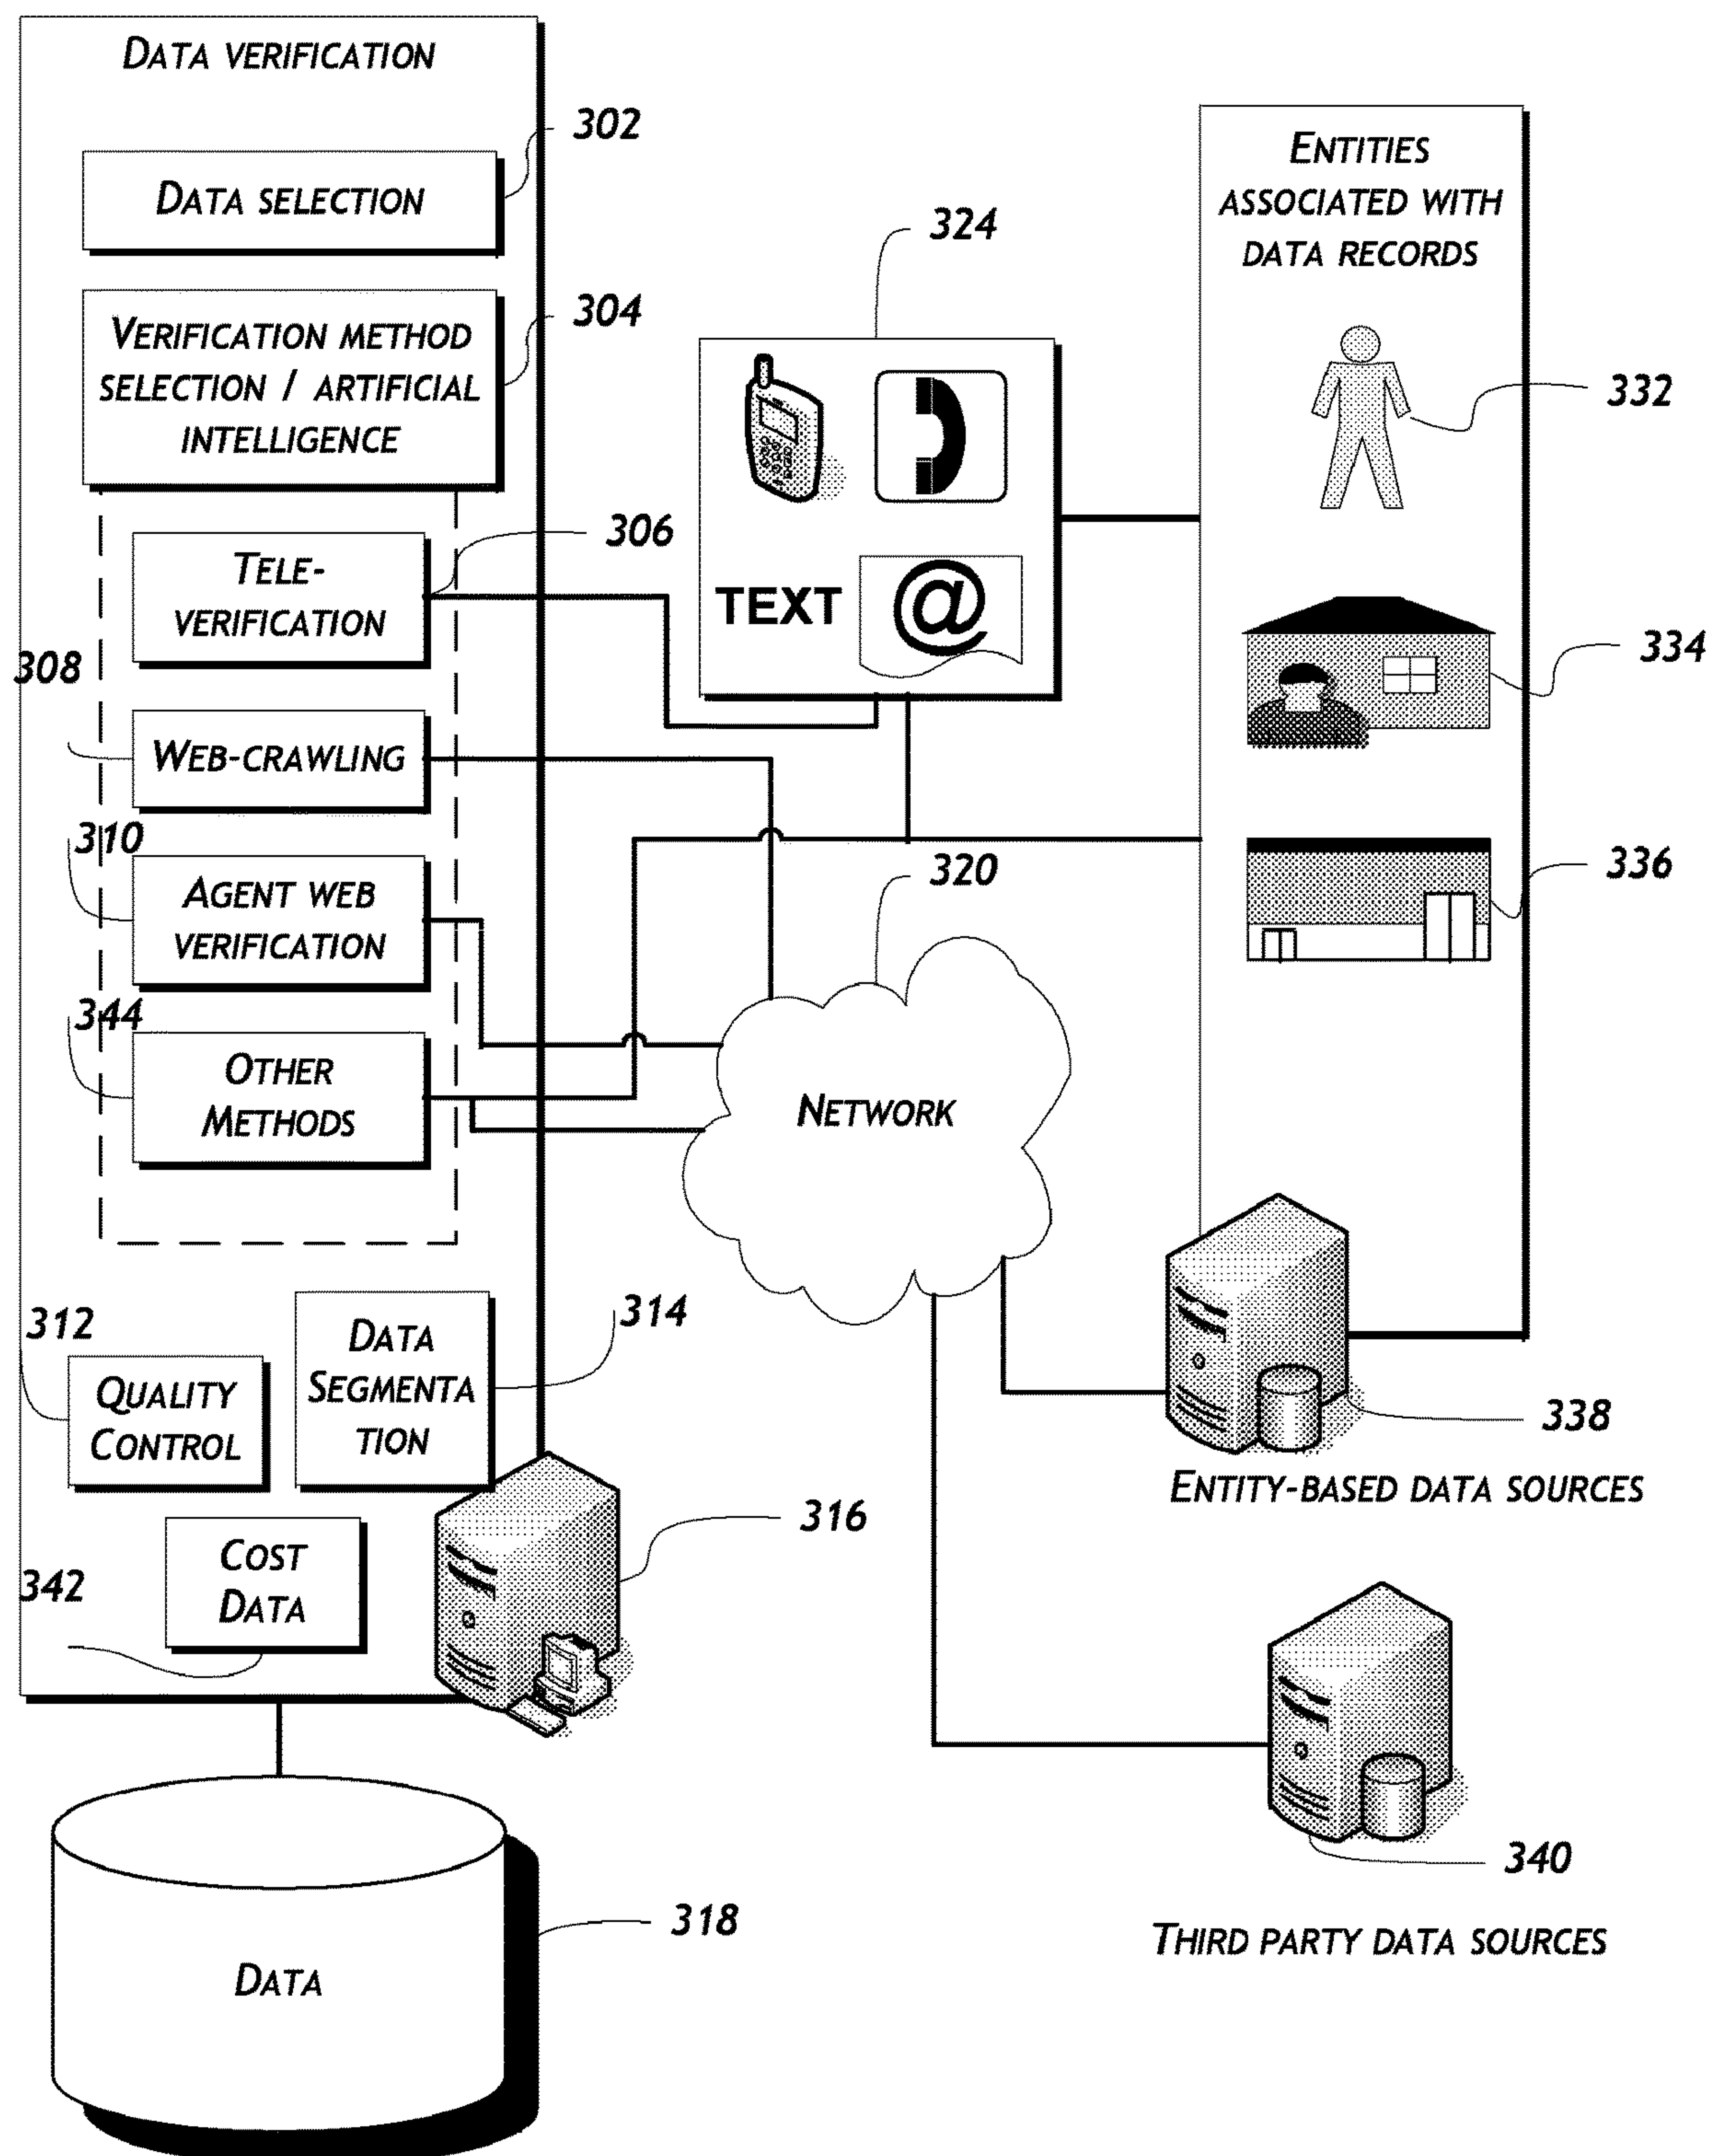 DATA VERIFICATION
302
DATA SELECTION
304
VERIFICATION METHOD
SELECTION / ARTIFICIAL
INTELLIGENCE
306
TELE-
VERIFICATION
308
WEB-CRAWLING
310
AGENT WEB
VERIFICATION
344
OTHER
METHODS
312
QUALITY
CONTROL
314
DATA
SEGMENTA
TION
342
COST
DATA
316
318
DATA
324
TEXT
@
320
NETWORK
ENTITIES
ASSOCIATED WITH
DATA RECORDS
332
334
336
338
ENTITY-BASED DATA SOURCES
340
THIRD PARTY DATA SOURCES